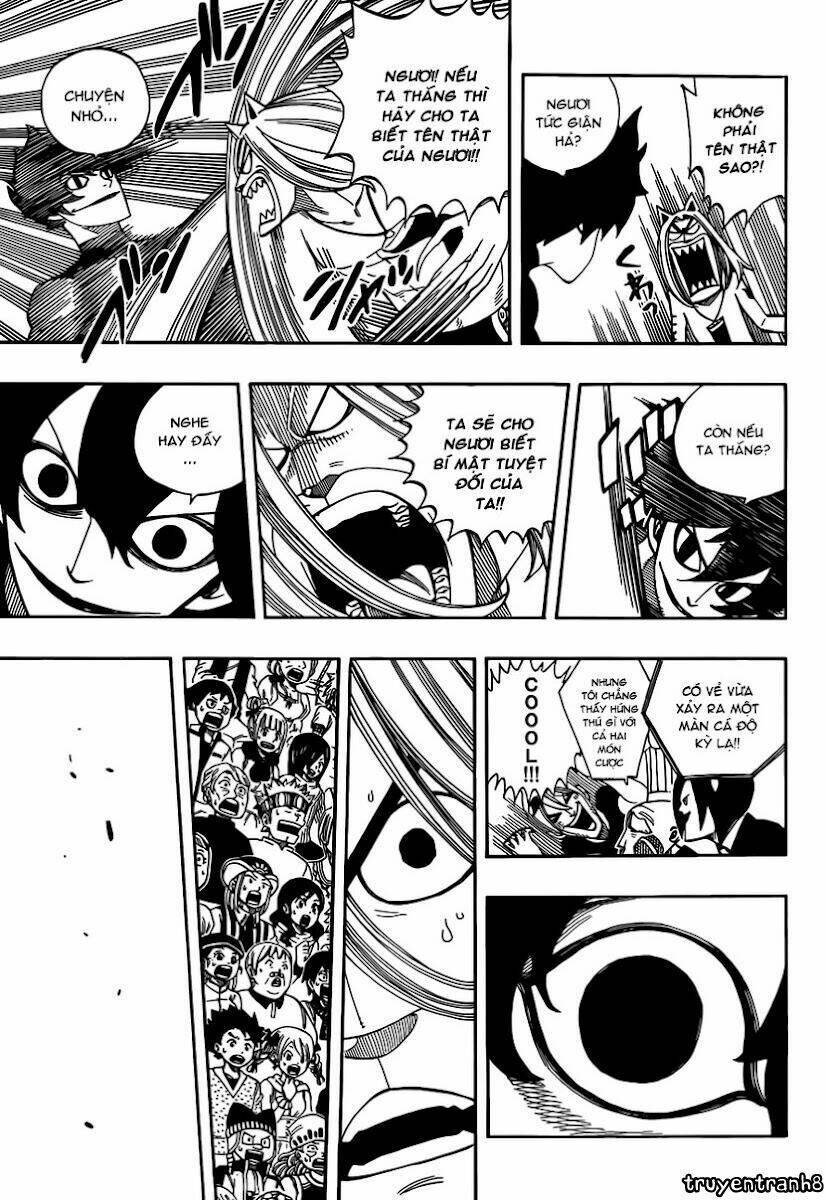 KHÔNG
PHẢI
TÊN THẬT
SAO?!
NGƯƠI
TỨC GIẬN
HẢ?
NGƯƠI! NẾU
TA THẮNG THÌ
HÃY CHO TA
BIẾT TÊN THẬT
CỦA NGƯƠI!!
CHUYỆN
NHỎ...
CÒN NẾU
TA THẮNG?
TA SẼ CHO
NGƯƠI BIẾT
BÍ MẬT TUYỆT
ĐỐI CỦA
TA!!
NGHE
HAY ĐẤY
...
CÓ VẺ VỪA
XẢY RA MỘT
MÀN CÁ ĐỘ
KỲ LẠ!!
NHƯNG
TÔI CHẲNG
THẤY HỨNG
THÚ GÌ VỚI
CẢ HAI
MÓN
CƯỢC
COOL!!!
truyentranh8